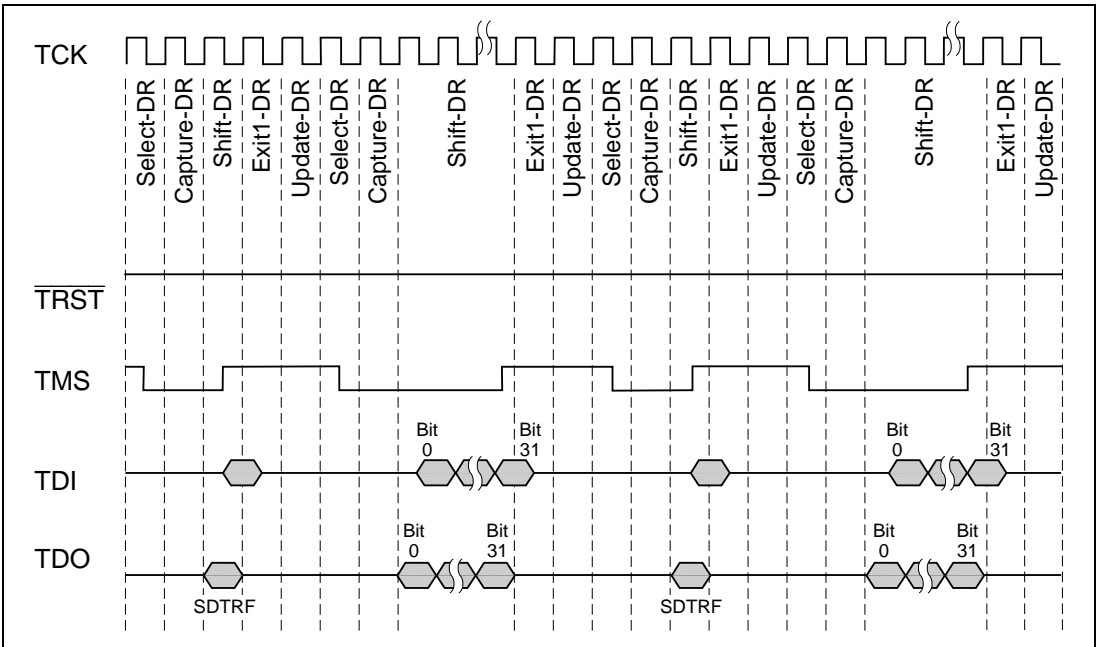 TCK
Select-DR
Capture-DR
Shift-DR
Exit1-DR
Update-DR
Select-DR
Capture-DR
Shift-DR
Exit1-DR
Update-DR
Select-DR
Capture-DR
Shift-DR
Exit1-DR
Update-DR
Select-DR
Capture-DR
Shift-DR
Exit1-DR
Update-DR
TRST
TMS
Bit
0
Bit
31
Bit
0
Bit
31
TDI
Bit
0
Bit
31
Bit
0
Bit
31
TDO
SDTRF
SDTRF